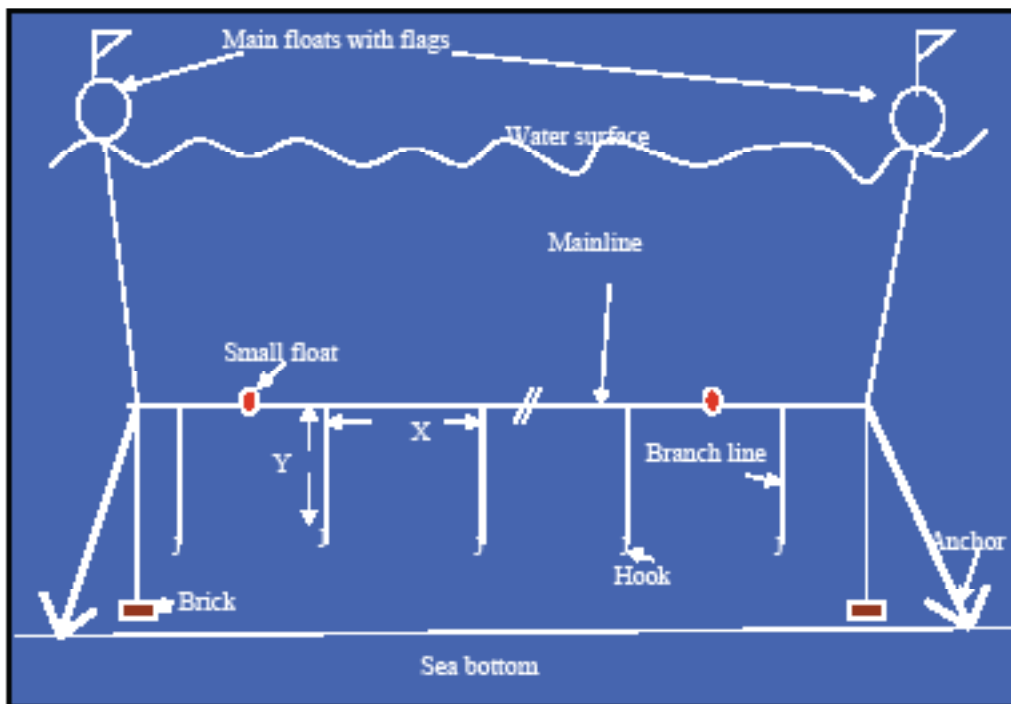 Main floats with flags
Water surface
Mainline
Small float
X
Y
Branch line
Anchor
Hook
Brick
Sea bottom